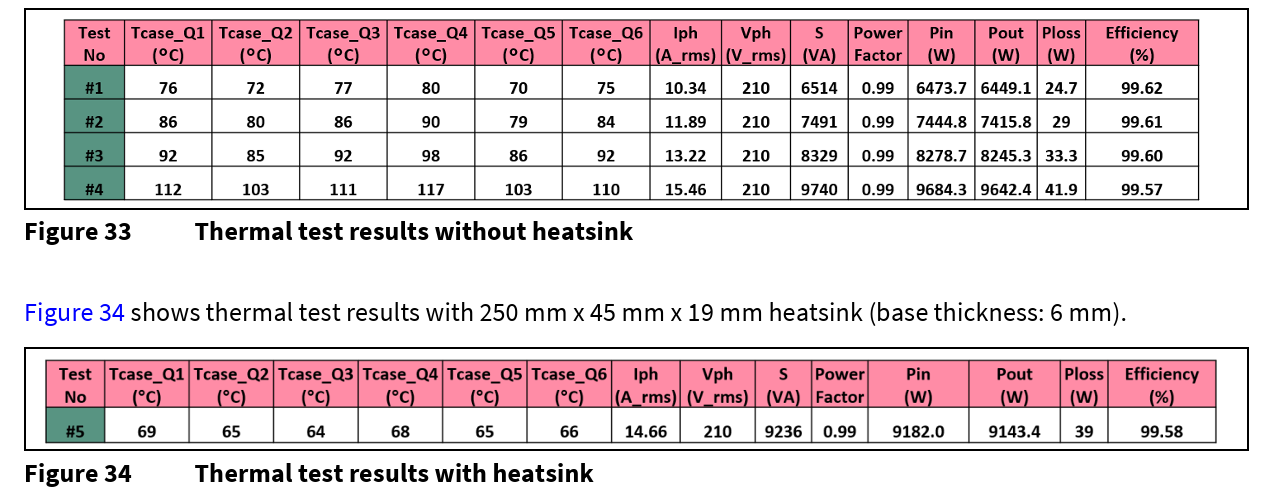 Test No Tcase_Q1 (°C) Tcase_Q2 (°C) Tcase_Q3 (°C) Tcase_Q4 (°C) Tcase_Q5 (°C) Tcase_Q6 (°C) Iph (A_rms) Vph (V_rms) S (VA) Power Factor Pin (W) Pout (W) Ploss (W) Efficiency (%)
#1 76 72 77 80 70 75 10.34 210 6514 0.99 6473.7 6449.1 24.7 99.62
#2 86 80 86 90 79 84 11.89 210 7491 0.99 7444.8 7415.8 29 99.61
#3 92 85 92 98 86 92 13.22 210 8329 0.99 8278.7 8245.3 33.3 99.60
#4 112 103 111 117 103 110 15.46 210 9740 0.99 9684.3 9642.4 41.9 99.57
Figure 33 Thermal test results without heatsink
Figure 34 shows thermal test results with 250 mm x 45 mm x 19 mm heatsink (base thickness: 6 mm).
Test No Tcase_Q1 (°C) Tcase_Q2 (°C) Tcase_Q3 (°C) Tcase_Q4 (°C) Tcase_Q5 (°C) Tcase_Q6 (°C) Iph (A_rms) Vph (V_rms) S (VA) Power Factor Pin (W) Pout (W) Ploss (W) Efficiency (%)
#5 69 65 64 68 65 66 14.66 210 9236 0.99 9182.0 9143.4 39 99.58
Figure 34 Thermal test results with heatsink